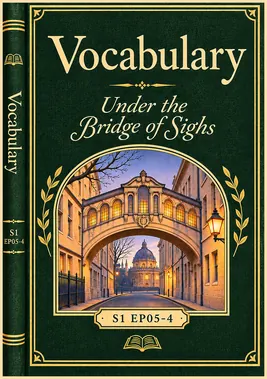 Vocabulary
Under the
Bridge of Sighs
S1 EP05-4
Vocabulary
S1
EP05-4